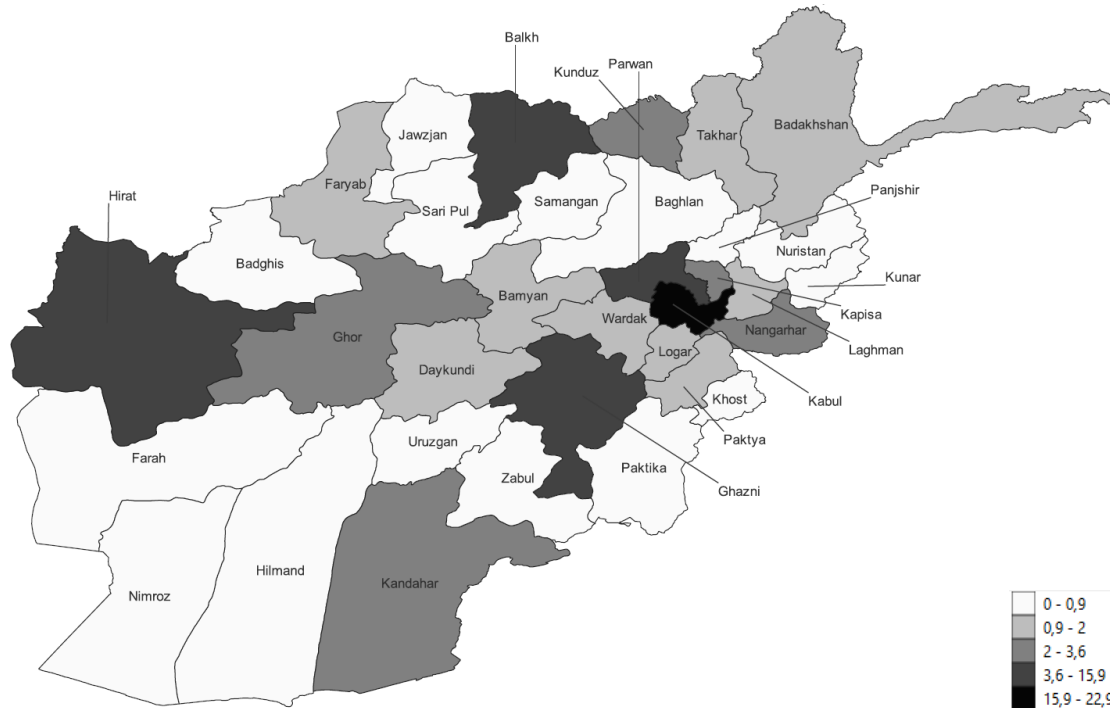 Balkh
Parwan
Kunduz
Jawzjan
Takhar
Badakhshan
Faryab
Hirat
Panjshir
Sari Pul
Samangan
Baghlan
Nuristan
Badghis
Kunar
Bamyan
Kapisa
Wardak
Ghor
Nangarhar
Logar
Laghman
Daykundi
Khost
Kabul
Paktya
Uruzgan
Farah
Paktika
Zabul
Ghazni
Hilmand
Kandahar
Nimroz
0 - 0,9
0,9 - 2
2 - 3,6
3,6 - 15,9
15,9 - 22,9